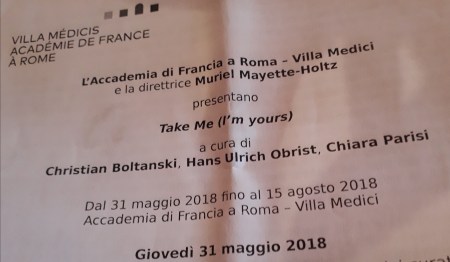 VILLA MÉDICIS
ACADÉMIE DE FRANCE
À ROME
L'Accademia di Francia a Roma – Villa Medici
e la direttrice Muriel Mayette-Holtz
presentano
Take Me (I'm yours)
a cura di
Christian Boltanski, Hans Ulrich Obrist, Chiara Parisi
Dal 31 maggio 2018 fino al 15 agosto 2018
Accademia di Francia a Roma – Villa Medici
Giovedì 31 maggio 2018